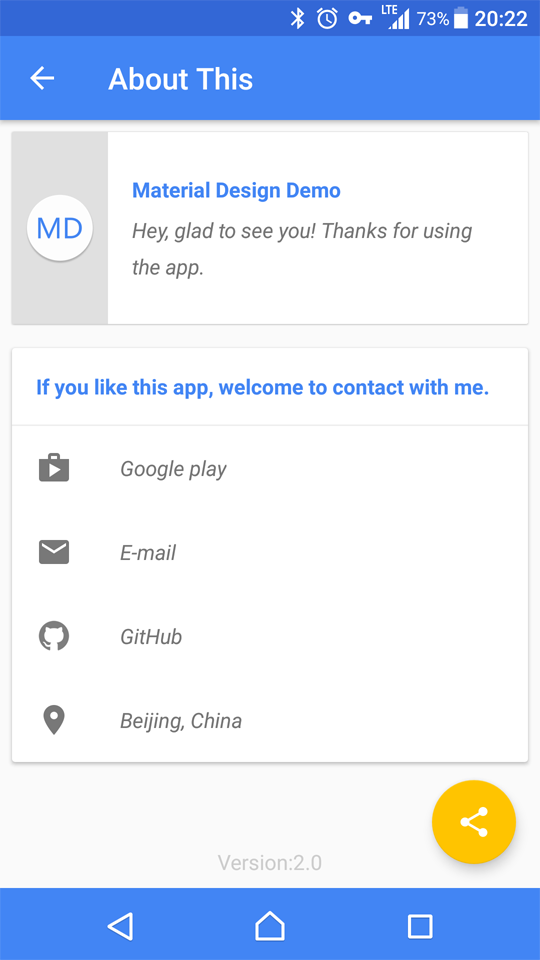 LTE 73% 20:22
About This
MD
Material Design Demo
Hey, glad to see you! Thanks for using
the app.
If you like this app, welcome to contact with me.
Google play
E-mail
GitHub
Beijing, China
Version:2.0